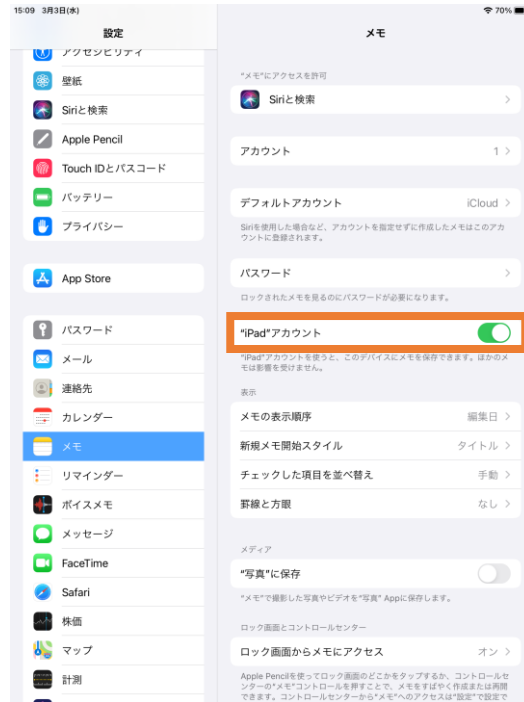 15:09 3月3日(水)
70%
設定
アクセシビリティ
壁紙
Siriと検索
Apple Pencil
Touch IDとパスコード
バッテリー
プライバシー
App Store
パスワード
メール
連絡先
カレンダー
メモ
リマインダー
ボイスメモ
メッセージ
FaceTime
Safari
株価
マップ
計測
メモ
"メモ"にアクセスを許可
Siriと検索
アカウント 1
デフォルトアカウント iCloud
Siriを使用した場合など、アカウントを指定せずに作成したメモはこのアカ
ウントに登録されます。
パスワード
ロックされたメモを見るのにパスワードが必要になります。
"iPad"アカウント
"iPad"アカウントを使うと、このデバイスにメモを保存できます。ほかのメ
モは影響を受けません。
表示
メモの表示順序 編集日
新規メモ開始スタイル タイトル
チェックした項目を並べ替え 手動
罫線と方眼 なし
メディア
"写真"に保存
"メモ"で撮影した写真やビデオを"写真" Appに保存します。
ロック画面とコントロールセンター
ロック画面からメモにアクセス オン
Apple Pencilを使ってロック画面のどこかをタップするか、コントロールセ
ンターの"メモ"コントロールを押すことで、メモをすばやく作成または再開
できます。コントロールセンターから"メモ"へのアクセスは"設定"で設定で